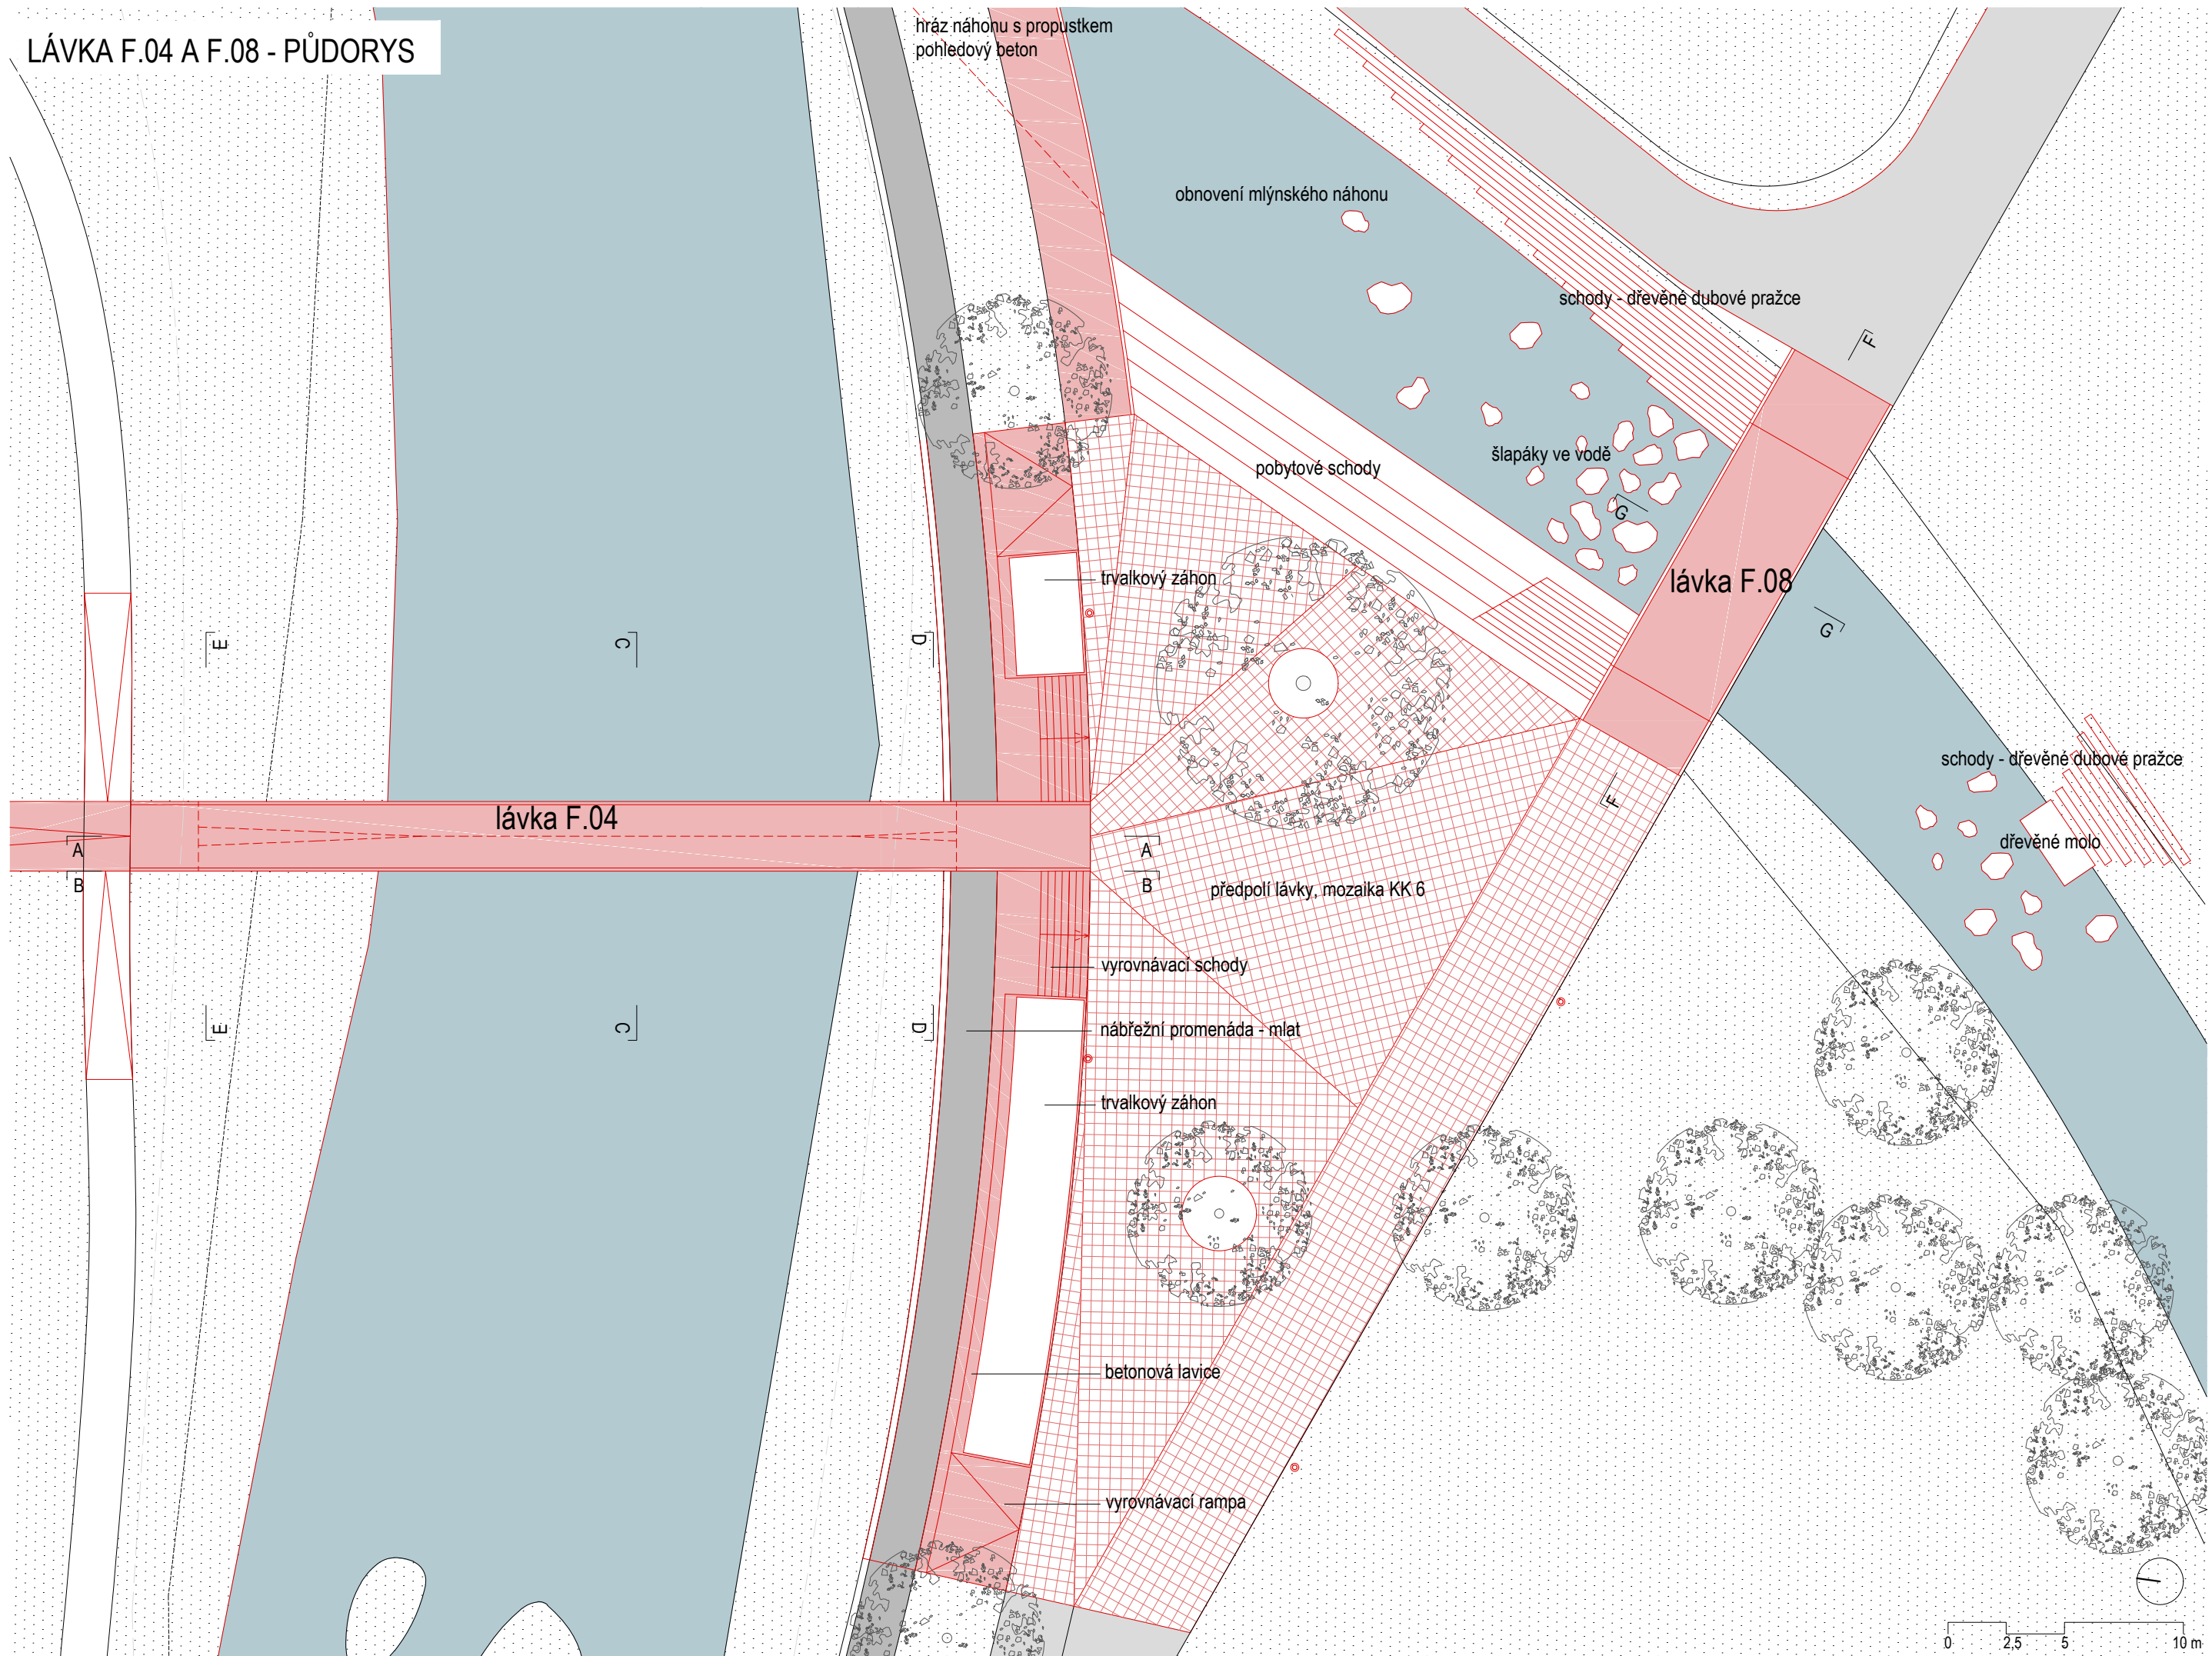 LÁVKA F.04 A F.08 - PŮDORYS
hráz náhonu s propustkem
pohledový beton
obnovení mlýnského náhonu
schody - dřevěné dubové pražce
F
šlapáky ve vodě
pobytové schody
G
trvalkový záhon
lávka F.08
G
E
C
D
schody - dřevěné dubové pražce
F
lávka F.04
dřevěné molo
A
A
B
B
předpolí lávky, mozaika KK 6
vyrovnávací schody
E
C
D
nábřežní promenáda - mlat
trvalkový záhon
betonová lavice
vyrovnávací rampa
0
2,5
5
10 m